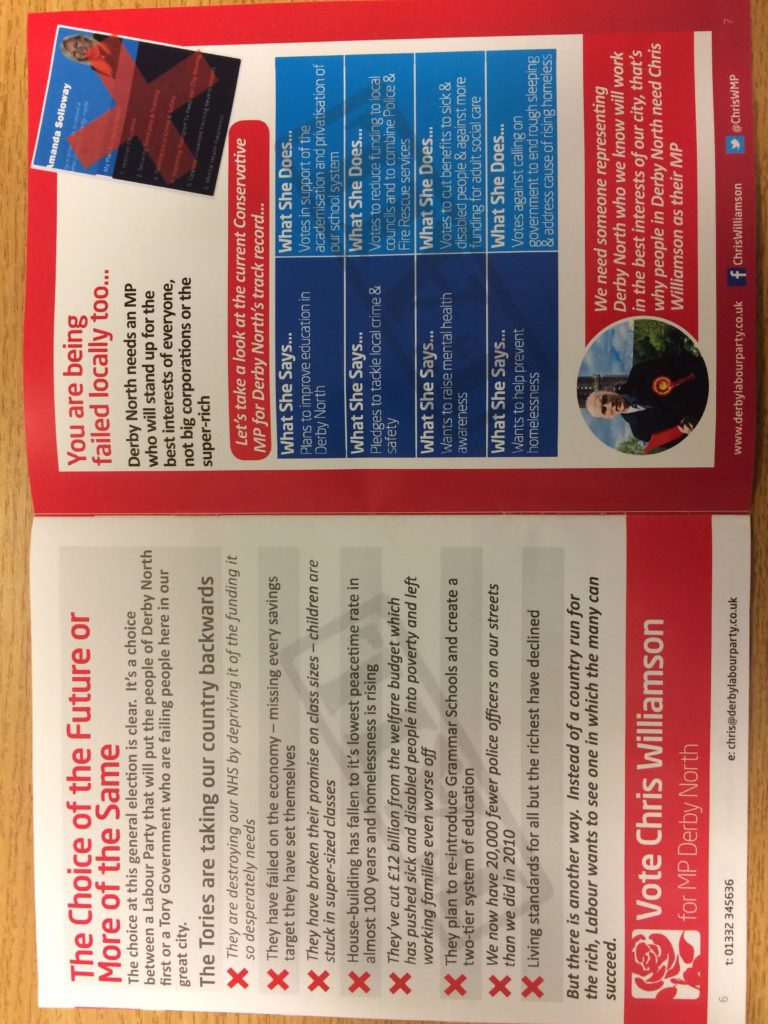 The Choice of the Future or
More of the Same
The choice at this general election is clear. It's a choice
between a Labour Party that will put the people of Derby North
first or a Tory Government who are failing people here in our
great city.
The Tories are taking our country backwards
They are destroying our NHS by depriving it of the funding it
so desperately needs
They have failed on the economy – missing every savings
target they have set themselves
They have broken their promise on class sizes – children are
stuck in super-sized classes
House-building has fallen to it's lowest peacetime rate in
almost 100 years and homelessness is rising
They've cut £12 billion from the welfare budget which
has pushed sick and disabled people into poverty and left
working families even worse off
They plan to re-introduce Grammar Schools and create a
two-tier system of education
We now have 20,000 fewer police officers on our streets
than we did in 2010
Living standards for all but the richest have declined
But there is another way. Instead of a country run for
the rich, Labour wants to see one in which the many can
succeed.
Vote Chris Williamson
for MP Derby North
6
t: 01332 345636
e: chris@derbylabourparty.co.uk
You are being
failed locally too...
Derby North needs an MP
who will stand up for the
best interests of everyone,
not big corporations or the
super-rich
Amanda Solloway
Let's take a look at the current Conservative
MP for Derby North's track record...
What She Says...
Plans to improve education in
Derby North
What She Does...
Votes in support of the
academisation and privatisation of
our school system
What She Says...
Pledges to tackle local crime &
safety
What She Does...
Votes to reduce funding to local
councils and to combine Police &
Fire Rescue services
What She Says...
Wants to raise mental health
awareness
What She Does...
Votes to cut benefits to sick &
disabled people & against more
funding for adult social care
What She Says...
Wants to help prevent
homelessness
What She Does...
Votes against calling on
government to end rough sleeping
& address cause of rising homeless
We need someone representing
Derby North who we know will work
in the best interests of our city, that's
why people in Derby North need Chris
Williamson as their MP
www.derbylabourparty.co.uk
ChrisWilliamson
@ChrisWMP
7